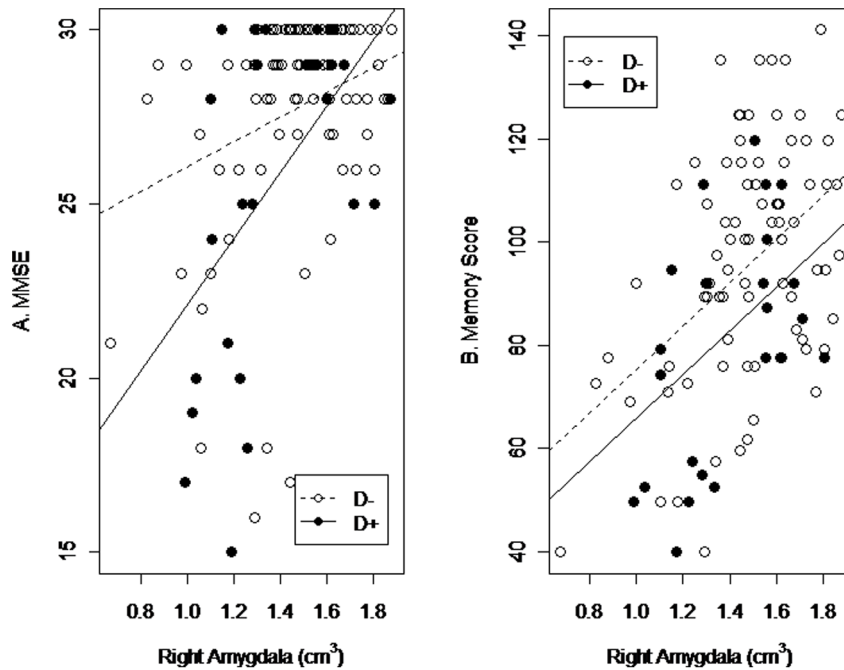 A. MMSE
30
25
20
15
D-
D+
0.8 1.0 1.2 1.4 1.6 1.8
Right Amygdala (cm³)
B. Memory Score
140
120
100
80
60
40
D-
D+
0.8 1.0 1.2 1.4 1.6 1.8
Right Amygdala (cm³)